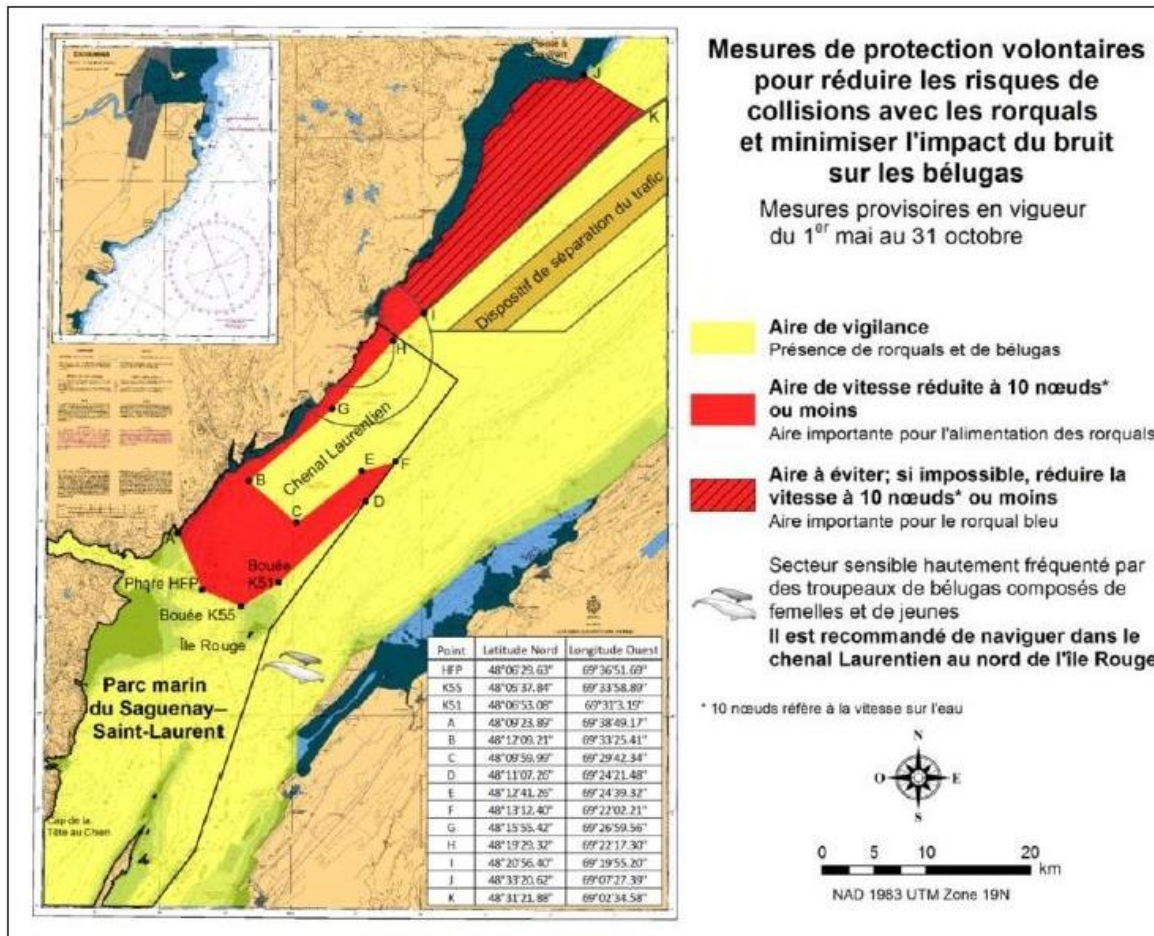 Mesures de protection volontaires
pour réduire les risques de
collisions avec les rorquals
et minimiser l'impact du bruit
sur les bélugas
Mesures provisoires en vigueur
du 1er mai au 31 octobre
Aire de vigilance
Présence de rorquals et de bélugas
Aire de vitesse réduite à 10 nœuds*
ou moins
Aire importante pour l'alimentation des rorquals
Aire à éviter; si impossible, réduire la
vitesse à 10 nœuds* ou moins
Aire importante pour le rorqual bleu
Secteur sensible hautement fréquenté par
des troupeaux de bélugas composés de
femelles et de jeunes
Il est recommandé de naviguer dans le
chenal Laurentien au nord de l'île Rouge
* 10 nœuds réfère à la vitesse sur l'eau
N
O E
S
0 5 10 20
km
NAD 1983 UTM Zone 19N
J
K
Dispositif de séparation du trafic
I
H
G
Chenal Laurentien
F
E
B
D
C
A
Bouée
K51
Phare HFP
Bouée K55
Île Rouge
Parc marin
du Saguenay–
Saint-Laurent
Cap de la
Tête au Chien
Point Latitude Nord Longitude Ouest
HFP 48°06'29.63" 69°36'51.69"
K55 48°05'37.84" 69°33'58.89"
K51 48°06'53.08" 69°31'3.19"
A 48°09'23.89" 69°38'49.17"
B 48°12'09.21" 69°33'25.41"
C 48°09'59.99" 69°29'42.34"
D 48°11'07.26" 69°24'21.48"
E 48°12'41.26" 69°24'39.32"
F 48°13'12.40" 69°22'02.21"
G 48°15'55.42" 69°26'59.56"
H 48°19'29.32" 69°22'17.30"
I 48°20'56.40" 69°19'55.20"
J 48°33'20.62" 69°07'27.39"
K 48°31'21.88" 69°02'34.58"